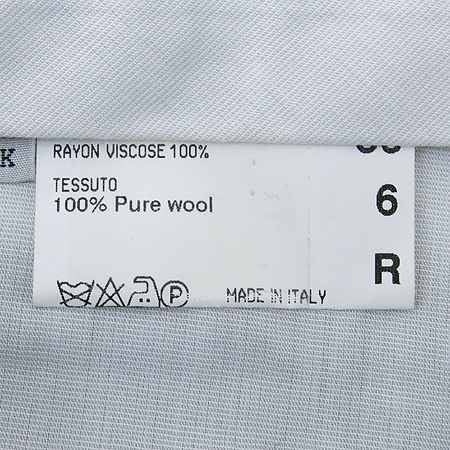 K
RAYON VISCOSE 100%
TESSUTO
100% Pure wool
6
R
P
MADE IN ITALY